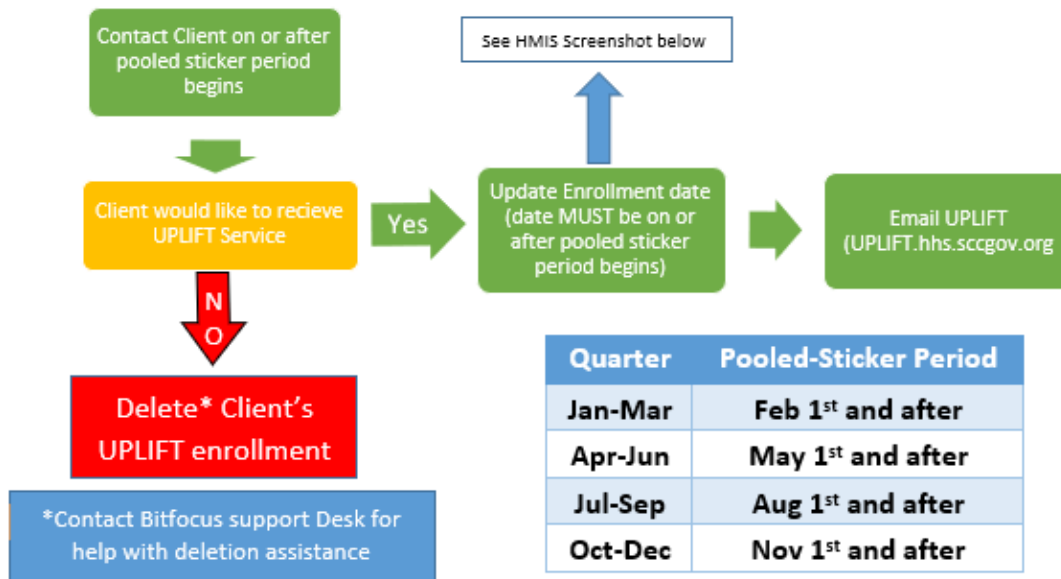 Contact Client on or after
pooled sticker period
begins
See HMIS Screenshot below
Client would like to recieve
UPLIFT Service
Yes
Update Enrollment date
(date MUST be on or
after pooled sticker
period begins)
Email UPLIFT
(UPLIFT.hhs.sccgov.org
N
O
Delete* Client's
UPLIFT enrollment
*Contact Bitfocus support Desk for
help with deletion assistance
Quarter Pooled-Sticker Period
Jan-Mar Feb 1st and after
Apr-Jun May 1st and after
Jul-Sep Aug 1st and after
Oct-Dec Nov 1st and after